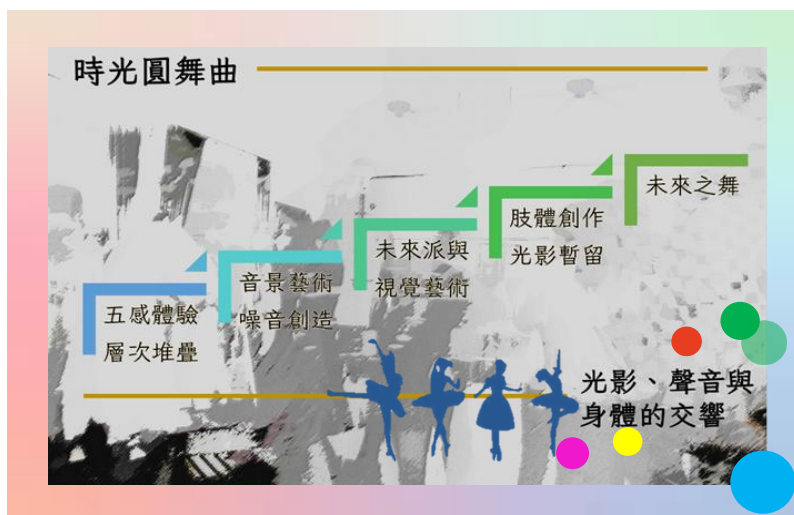 時光圓舞曲
五感體驗
層次堆疊
音景藝術
噪音創造
未來派與
視覺藝術
肢體創作
光影暫留
未來之舞
光影、聲音與
身體的交響